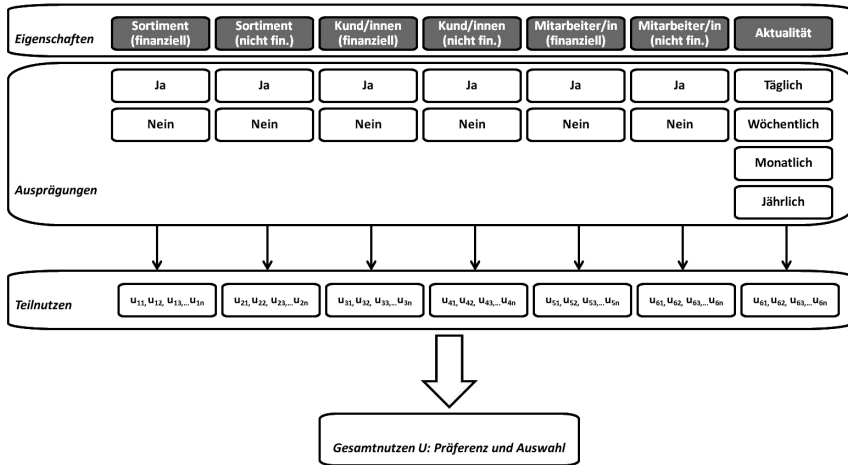 Eigenschaften
Sortiment
(finanziell)
Sortiment
(nicht fin.)
Kund/innen
(finanziell)
Kund/innen
(nicht fin.)
Mitarbeiter/in
(finanziell)
Mitarbeiter/in
(nicht fin.)
Aktualität
Ja
Ja
Ja
Ja
Ja
Ja
Täglich
Nein
Nein
Nein
Nein
Nein
Nein
Wöchentlich
Monatlich
Ausprägungen
Jährlich
Teilnutzen
u11, u12, u13,...u1n
u21, u22, u23,...u2n
u31, u32, u33,...u3n
u41, u42, u43,...u4n
u51, u52, u53,...u5n
u61, u62, u63,...u6n
u61, u62, u63,...u6n
Gesamtnutzen U: Präferenz und Auswahl